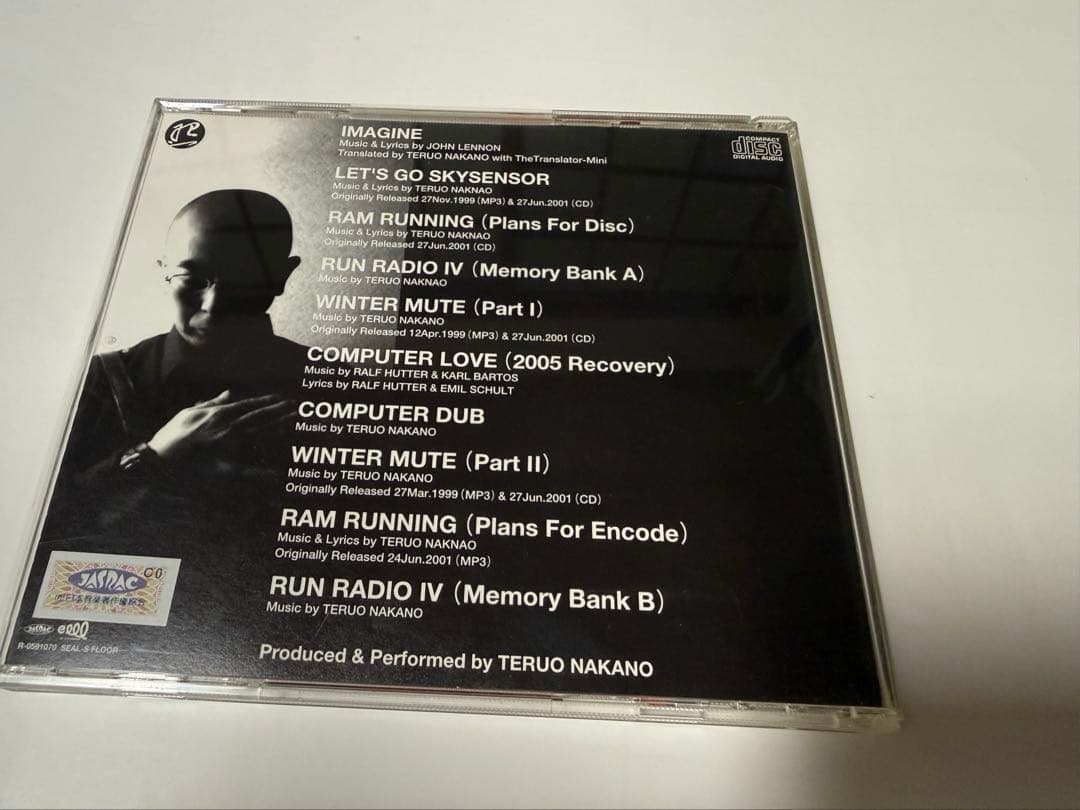 IMAGINE
Music & Lyrics by JOHN LENNON
Translated by TERUO NAKANO with TheTranslator-Mini
LET'S GO SKYSENSOR
Music & Lyrics by TERUO NAKNAO
Originally Released 27Nov.1999 (MP3) & 27Jun.2001 (CD)
RAM RUNNING (Plans For Disc)
Music & Lyrics by TERUO NAKNAO
Originally Released 27Jun.2001 (CD)
RUN RADIO IV (Memory Bank A)
Music by TERUO NAKNAO
WINTER MUTE (Part I)
Music by TERUO NAKANO
Originally Released 12Apr.1999 (MP3) & 27Jun.2001 (CD)
COMPUTER LOVE (2005 Recovery)
Music by RALF HUTTER & KARL BARTOS
Lyrics by RALF HUTTER & EMIL SCHULT
COMPUTER DUB
Music by TERUO NAKANO
WINTER MUTE (Part II)
Music by TERUO NAKANO
Originally Released 27Mar.1999 (MP3) & 27Jun.2001 (CD)
RAM RUNNING (Plans For Encode)
Music & Lyrics by TERUO NAKNAO
Originally Released 24Jun.2001 (MP3)
RUN RADIO IV (Memory Bank B)
Music by TERUO NAKANO
Produced & Performed by TERUO NAKANO
COMPACT
disc
DIGITAL AUDIO
JASRAC
C0
JASRAC
R-0591070 SEAL-S FLOOR